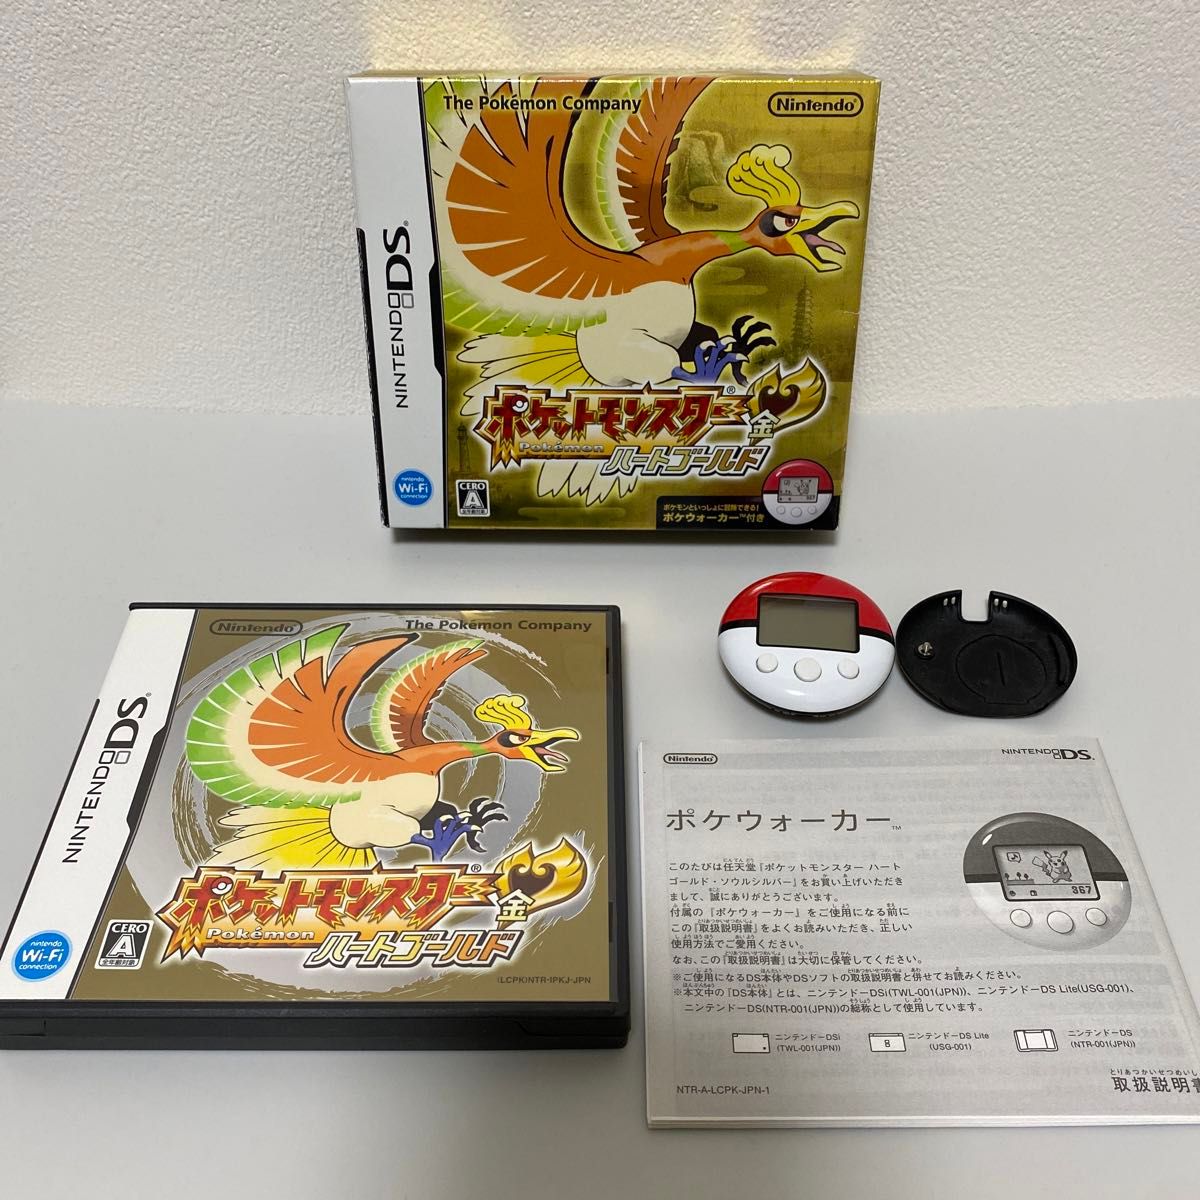 The Pokémon Company
Nintendo®
NINTENDO DS®
ポケットモンスター®
Pokémon
金
ハートゴールド
nintendo
Wi-Fi
connection
CERO
A
全年齢対象
ポケモンといっしょに冒険できる!
ポケウォーカー™付き
Nintendo
The Pokémon Company
NINTENDO DS®
ポケットモンスター®
Pokémon
金
ハートゴールド
nintendo
Wi-Fi
connection
CERO
A
全年齢対象
(LCPK)NTR-IPKJ-JPN
Nintendo
NINTENDO DS™
ポケウォーカー™
このたびは任天堂『ポケットモンスター ハート
ゴールド・ソウルシルバー』をお買い上げいただき
まして、誠にありがとうございます。
付属の『ポケウォーカー』をご使用になる前に
この『取扱説明書』をよくお読みいただき、正しい
使用方法でご愛用ください。
なお、この『取扱説明書』は大切に保管してください。
※ご使用になるDS本体やDSソフトの取扱説明書と併せてお読みください。
※本文中の『DS本体』とは、ニンテンドーDSi(TWL-001(JPN))、ニンテンドーDS Lite(USG-001)、
ニンテンドーDS(NTR-001(JPN))の総称として使用しています。
367
ニンテンドーDSi
(TWL-001(JPN))
ニンテンドーDS Lite
(USG-001)
ニンテンドーDS
(NTR-001(JPN))
NTR-A-LCPK-JPN-1
取扱説明書